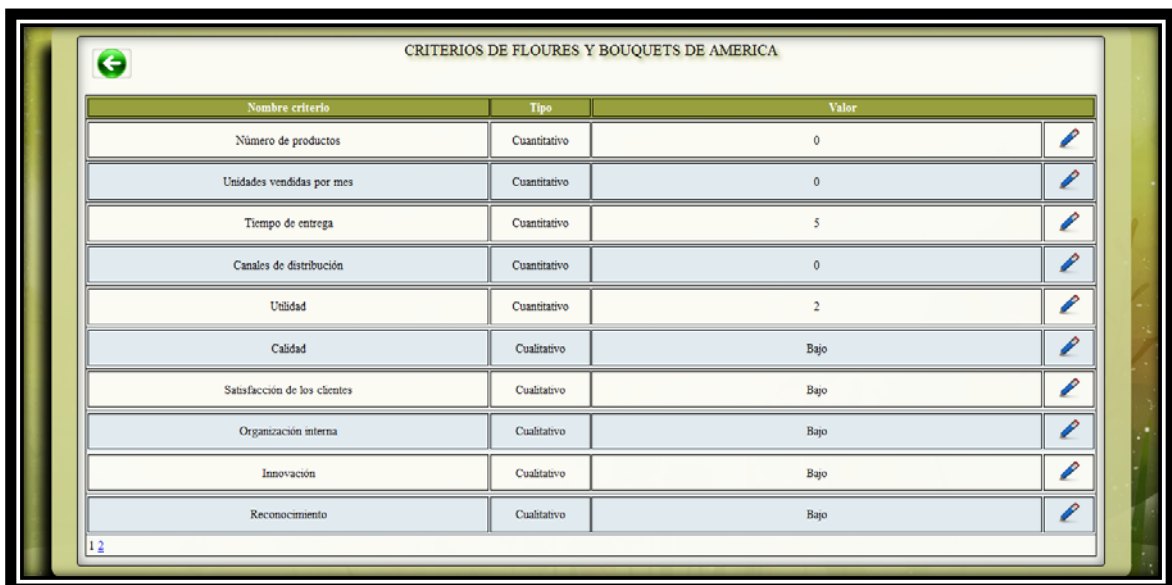 CRITERIOS DE FLOURES Y BOUQUETS DE AMERICA
Nombre criterio Tipo Valor
Número de productos Cuantitativo 0
Unidades vendidas por mes Cuantitativo 0
Tiempo de entrega Cuantitativo 5
Canales de distribución Cuantitativo 0
Utilidad Cuantitativo 2
Calidad Cualitativo Bajo
Satisfacción de los clientes Cualitativo Bajo
Organización interna Cualitativo Bajo
Innovación Cualitativo Bajo
Reconocimiento Cualitativo Bajo
1 2